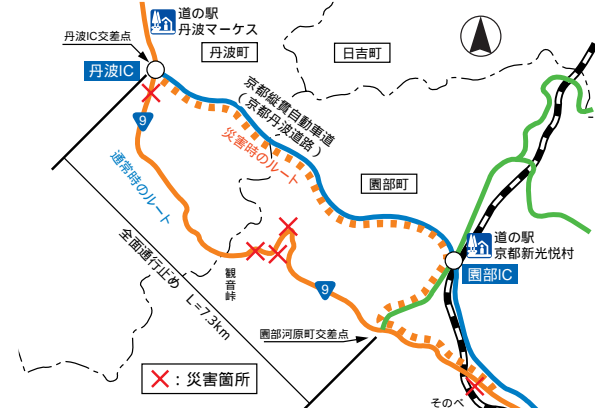 道の駅
丹波マーケス
丹波IC交差点
丹波町
日吉町
丹波IC
京都縦貫自動車道
(京都丹波道路)
災害時のルート
9
通常時のルート
園部町
道の駅
京都新光悦村
園部IC
全面通行止め L=7.3km
観音峠
9
園部河原町交差点
×:災害箇所
そのべ